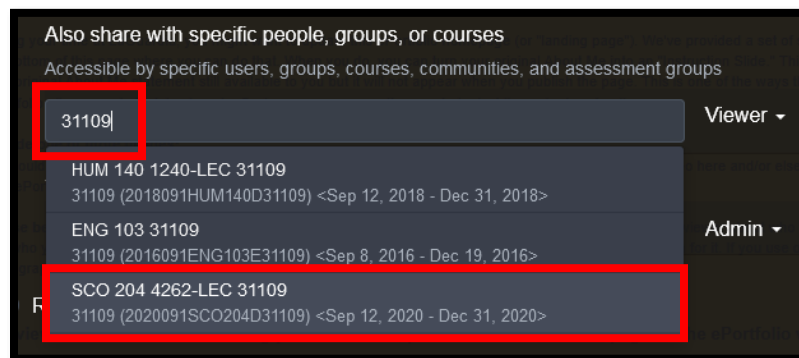 Also share with specific people, groups, or courses
Accessible by specific users, groups, courses, communities, and assessment groups
31109
Viewer
HUM 140 1240-LEC 31109
31109 (2018091HUM140D31109) <Sep 12, 2018 - Dec 31, 2018>
ENG 103 31109
31109 (2016091ENG103E31109) <Sep 8, 2016 - Dec 19, 2016>
Admin
SCO 204 4262-LEC 31109
31109 (2020091SCO204D31109) <Sep 12, 2020 - Dec 31, 2020>